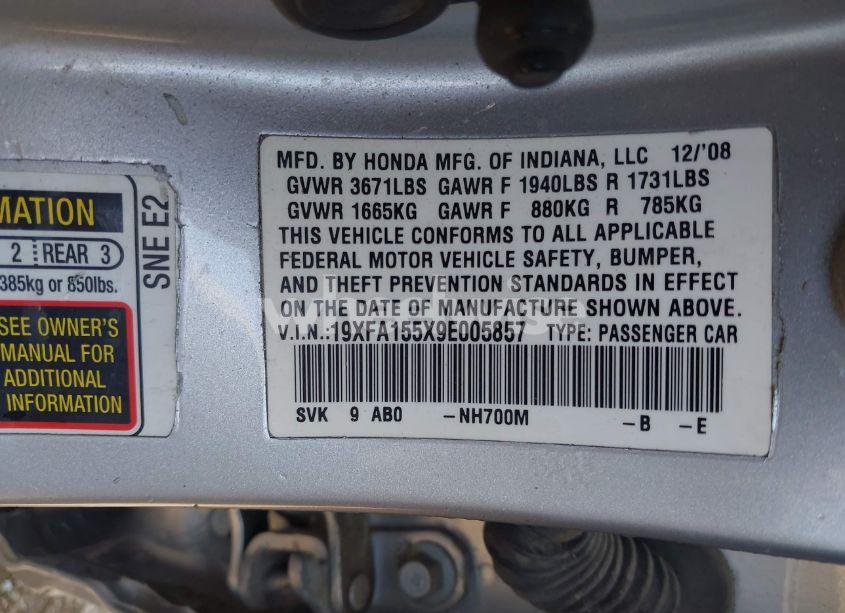 MATION
2 REAR 3
385kg or 850lbs.
SEE OWNER'S
MANUAL FOR
ADDITIONAL
INFORMATION
SNE E2
MFD. BY HONDA MFG. OF INDIANA, LLC 12/'08
GVWR 3671LBS GAWR F 1940LBS R 1731LBS
GVWR 1665KG GAWR F 880KG R 785KG
THIS VEHICLE CONFORMS TO ALL APPLICABLE
FEDERAL MOTOR VEHICLE SAFETY, BUMPER,
AND THEFT PREVENTION STANDARDS IN EFFECT
ON THE DATE OF MANUFACTURE SHOWN ABOVE.
V.I.N.:19XFA155X9E005857 TYPE: PASSENGER CAR
SVK 9 AB0 -NH700M -B -E